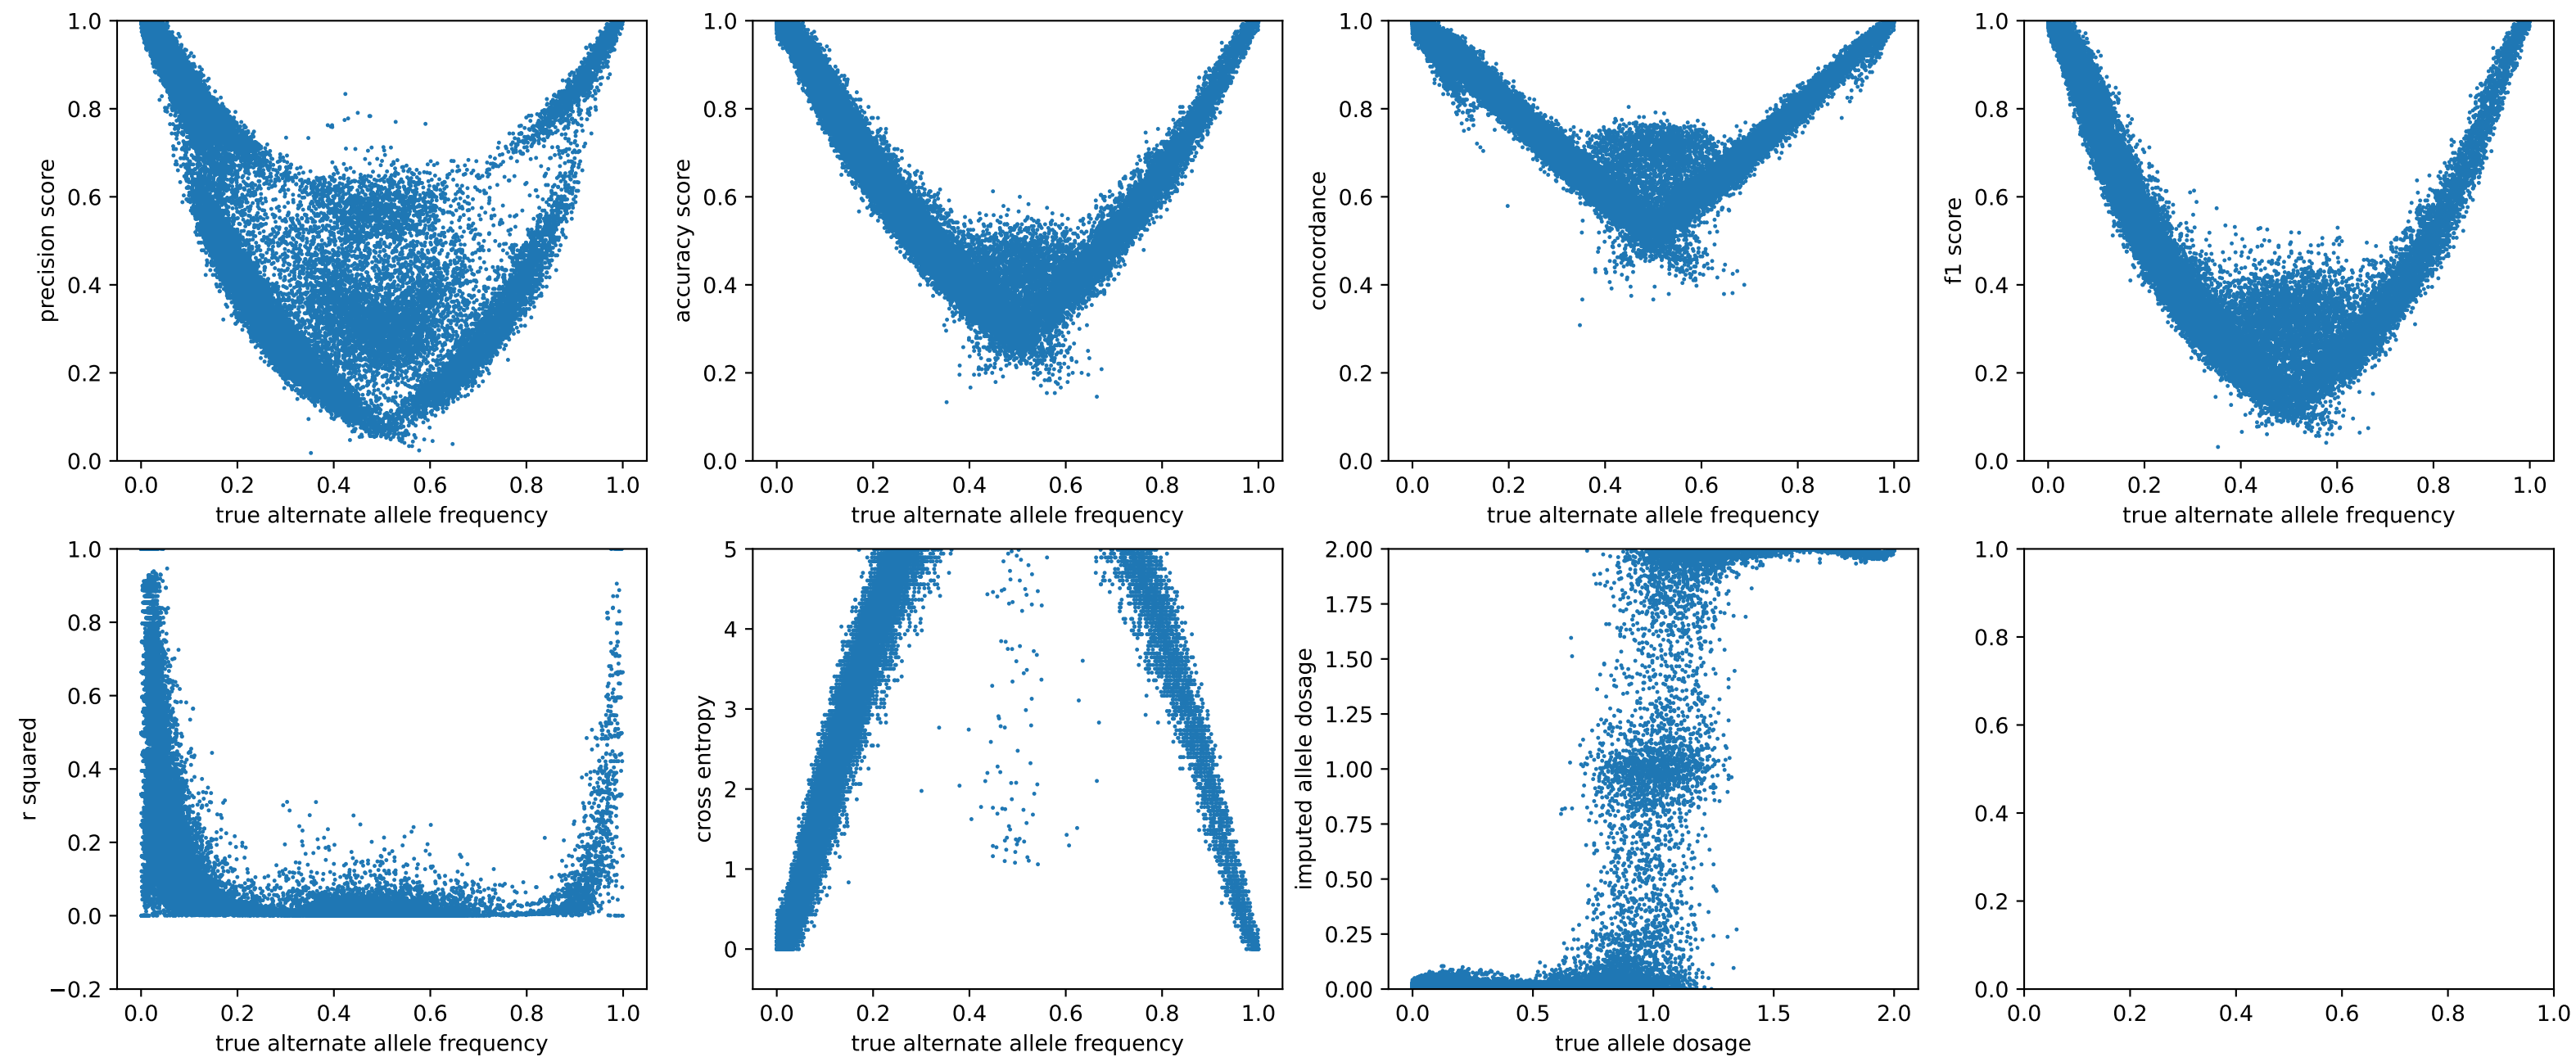 precision score
1.0
0.8
0.6
0.4
0.2
0.0
0.0 0.2 0.4 0.6 0.8 1.0
true alternate allele frequency
accuracy score
1.0
0.8
0.6
0.4
0.2
0.0
0.0 0.2 0.4 0.6 0.8 1.0
true alternate allele frequency
concordance
1.0
0.8
0.6
0.4
0.2
0.0
0.0 0.2 0.4 0.6 0.8 1.0
true alternate allele frequency
f1 score
1.0
0.8
0.6
0.4
0.2
0.0
0.0 0.2 0.4 0.6 0.8 1.0
true alternate allele frequency
r squared
1.0
0.8
0.6
0.4
0.2
0.0
−0.2
0.0 0.2 0.4 0.6 0.8 1.0
true alternate allele frequency
cross entropy
5
4
3
2
1
0
0.0 0.2 0.4 0.6 0.8 1.0
true alternate allele frequency
imputed allele dosage
2.00
1.75
1.50
1.25
1.00
0.75
0.50
0.25
0.00
0.0 0.5 1.0 1.5 2.0
true allele dosage
1.0
0.8
0.6
0.4
0.2
0.0
0.0 0.2 0.4 0.6 0.8 1.0